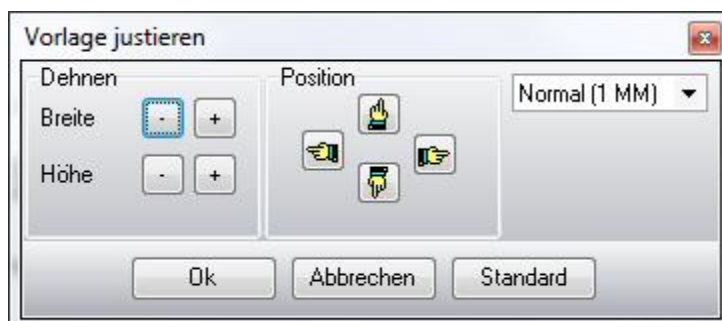 Vorlage justieren
Dehnen
Breite - +
Höhe - +
Position
Normal (1 MM)
Ok Abbrechen Standard